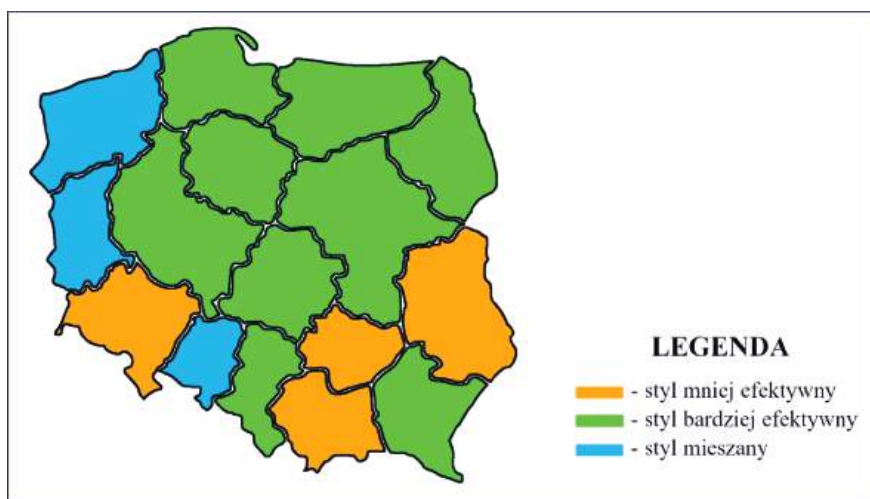 LEGENDA
- styl mniej efektywny
- styl bardziej efektywny
- styl mieszany